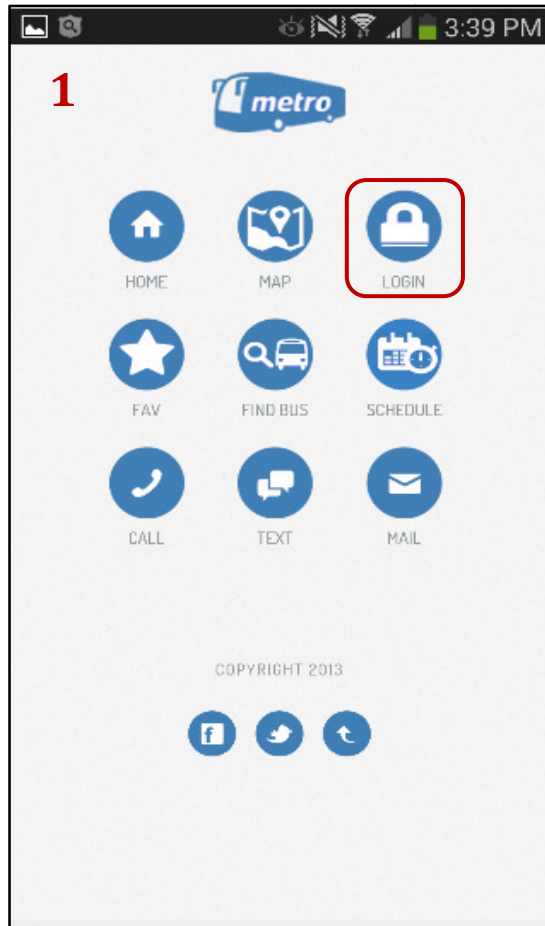 3:39 PM
1
metro
HOME MAP LOGIN
FAV FIND BUS SCHEDULE
CALL TEXT MAIL
COPYRIGHT 2013
f